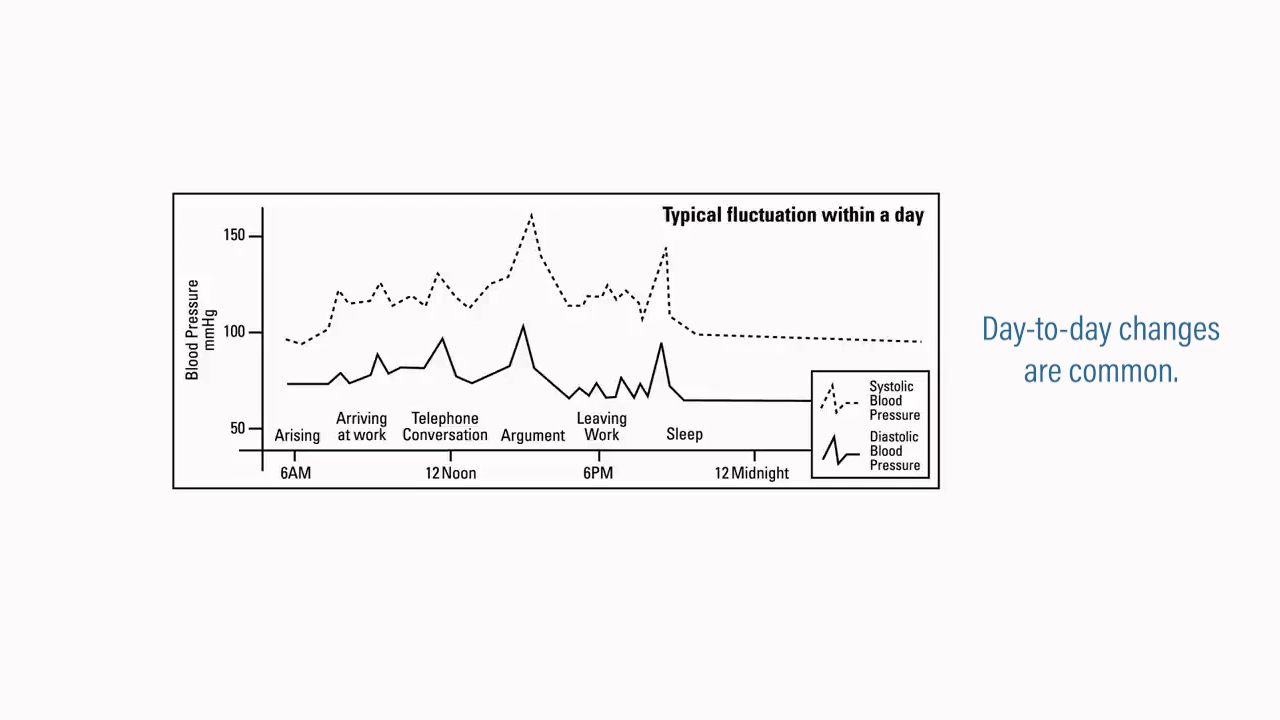 Typical fluctuation within a day
150
100
50
Blood Pressure
mmHg
Arising
Arriving
at work
Telephone
Conversation
Argument
Leaving
Work
Sleep
6AM
12 Noon
6PM
12 Midnight
Systolic
Blood
Pressure
Diastolic
Blood
Pressure
Day-to-day changes
are common.